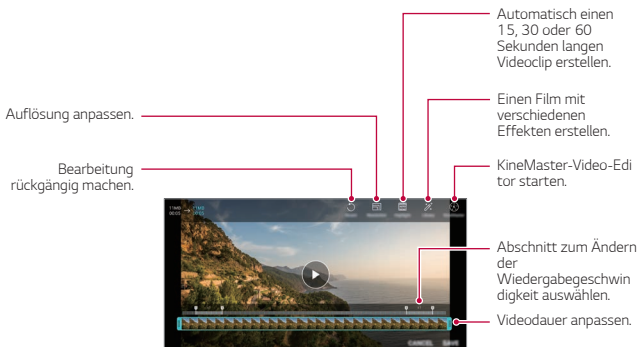 Automatisch einen
15, 30 oder 60
Sekunden langen
Videoclip erstellen.
Auflösung anpassen.
Einen Film mit
verschiedenen
Effekten erstellen.
Bearbeitung
rückgängig machen.
KineMaster-Video-Edi
tor starten.
Abschnitt zum Ändern
der
Wiedergabegeschwin
digkeit auswählen.
Videodauer anpassen.
CANCEL SAVE